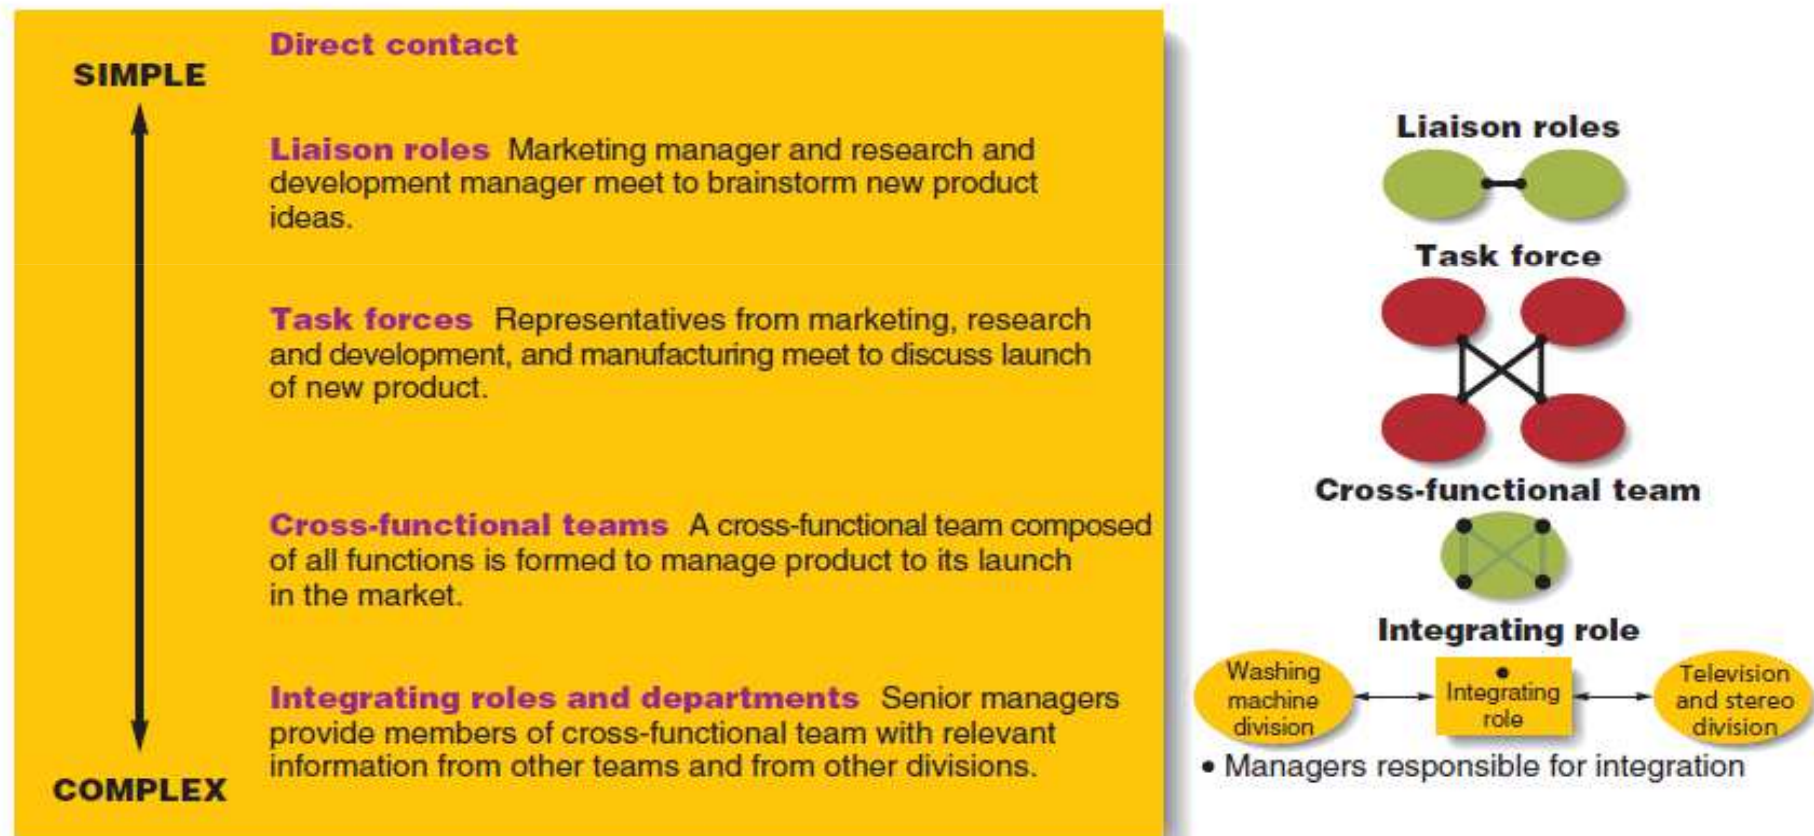 Direct contact
SIMPLE
Liaison roles Marketing manager and research and
development manager meet to brainstorm new product
ideas.
Task forces Representatives from marketing, research
and development, and manufacturing meet to discuss launch
of new product.
Cross-functional teams A cross-functional team composed
of all functions is formed to manage product to its launch
in the market.
Integrating roles and departments Senior managers
provide members of cross-functional team with relevant
information from other teams and from other divisions.
COMPLEX
Liaison roles
Task force
Cross-functional team
Integrating role
Washing
machine
division
Integrating
role
Television
and stereo
division
• Managers responsible for integration